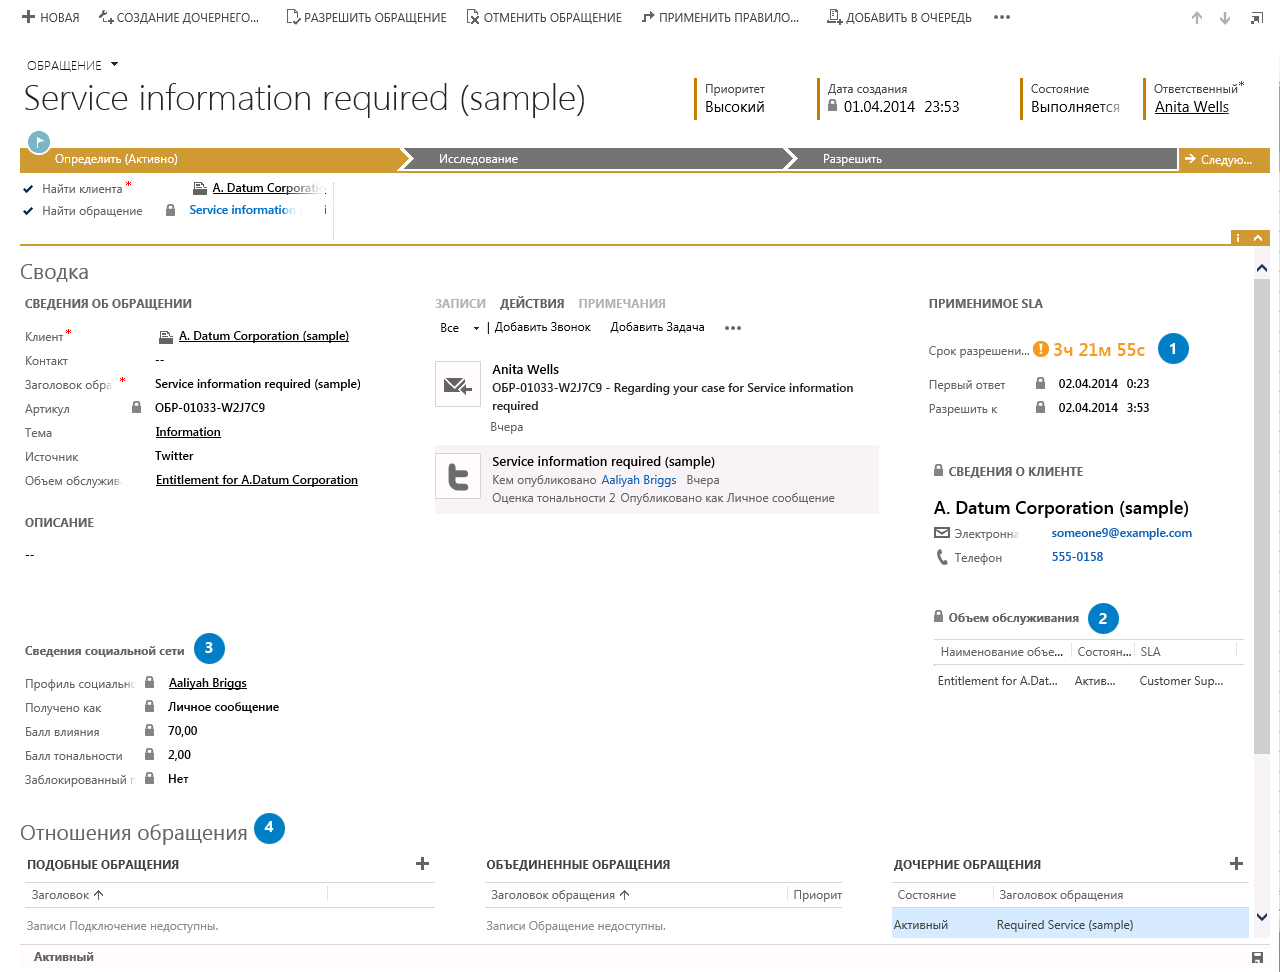 НОВАЯ СОЗДАНИЕ ДОЧЕРНЕГО... РАЗРЕШИТЬ ОБРАЩЕНИЕ ОТМЕНИТЬ ОБРАЩЕНИЕ ПРИМЕНИТЬ ПРАВИЛО... ДОБАВИТЬ В ОЧЕРЕДЬ •••
ОБРАЩЕНИЕ
Service information required (sample)
Приоритет
Высокий
Дата создания
01.04.2014 23:53
Состояние
Выполняется
Ответственный*
Anita Wells
Определить (Активно) Исследование Разрешить Следую...
Найти клиента* A. Datum Corporati
Найти обращение Service information i
i
Сводка
СВЕДЕНИЯ ОБ ОБРАЩЕНИИ
Клиент* A. Datum Corporation (sample)
Контакт --
Заголовок обра * Service information required (sample)
Артикул ОБР-01033-W2J7C9
Тема Information
Источник Twitter
Объем обслужив Entitlement for A.Datum Corporation
ОПИСАНИЕ
--
Сведения социальной сети 3
Профиль социальн Aaliyah Briggs
Получено как Личное сообщение
Балл влияния 70,00
Балл тональности 2,00
Заблокированный п Нет
ЗАПИСИ ДЕЙСТВИЯ ПРИМЕЧАНИЯ
Все | Добавить Звонок Добавить Задача •••
Anita Wells
ОБР-01033-W2J7C9 - Regarding your case for Service information
required
Вчера
Service information required (sample)
Кем опубликовано Aaliyah Briggs Вчера
Оценка тональности 2 Опубликовано как Личное сообщение
ПРИМЕНИМОЕ SLA
Срок разрешени... 3ч 21м 55с 1
Первый ответ 02.04.2014 0:23
Разрешить к 02.04.2014 3:53
СВЕДЕНИЯ О КЛИЕНТЕ
A. Datum Corporation (sample)
Электронна someone9@example.com
Телефон 555-0158
Объем обслуживания 2
Наименование объе... Состоян... SLA
Entitlement for A.Dat... Актив... Customer Sup...
Отношения обращения 4
ПОДОБНЫЕ ОБРАЩЕНИЯ
Заголовок
Записи Подключение недоступны.
ОБЪЕДИНЕННЫЕ ОБРАЩЕНИЯ
Заголовок обращения Приорит
Записи Обращение недоступны.
ДОЧЕРНИЕ ОБРАЩЕНИЯ
Состояние Заголовок обращения
Активный Required Service (sample)
Активный